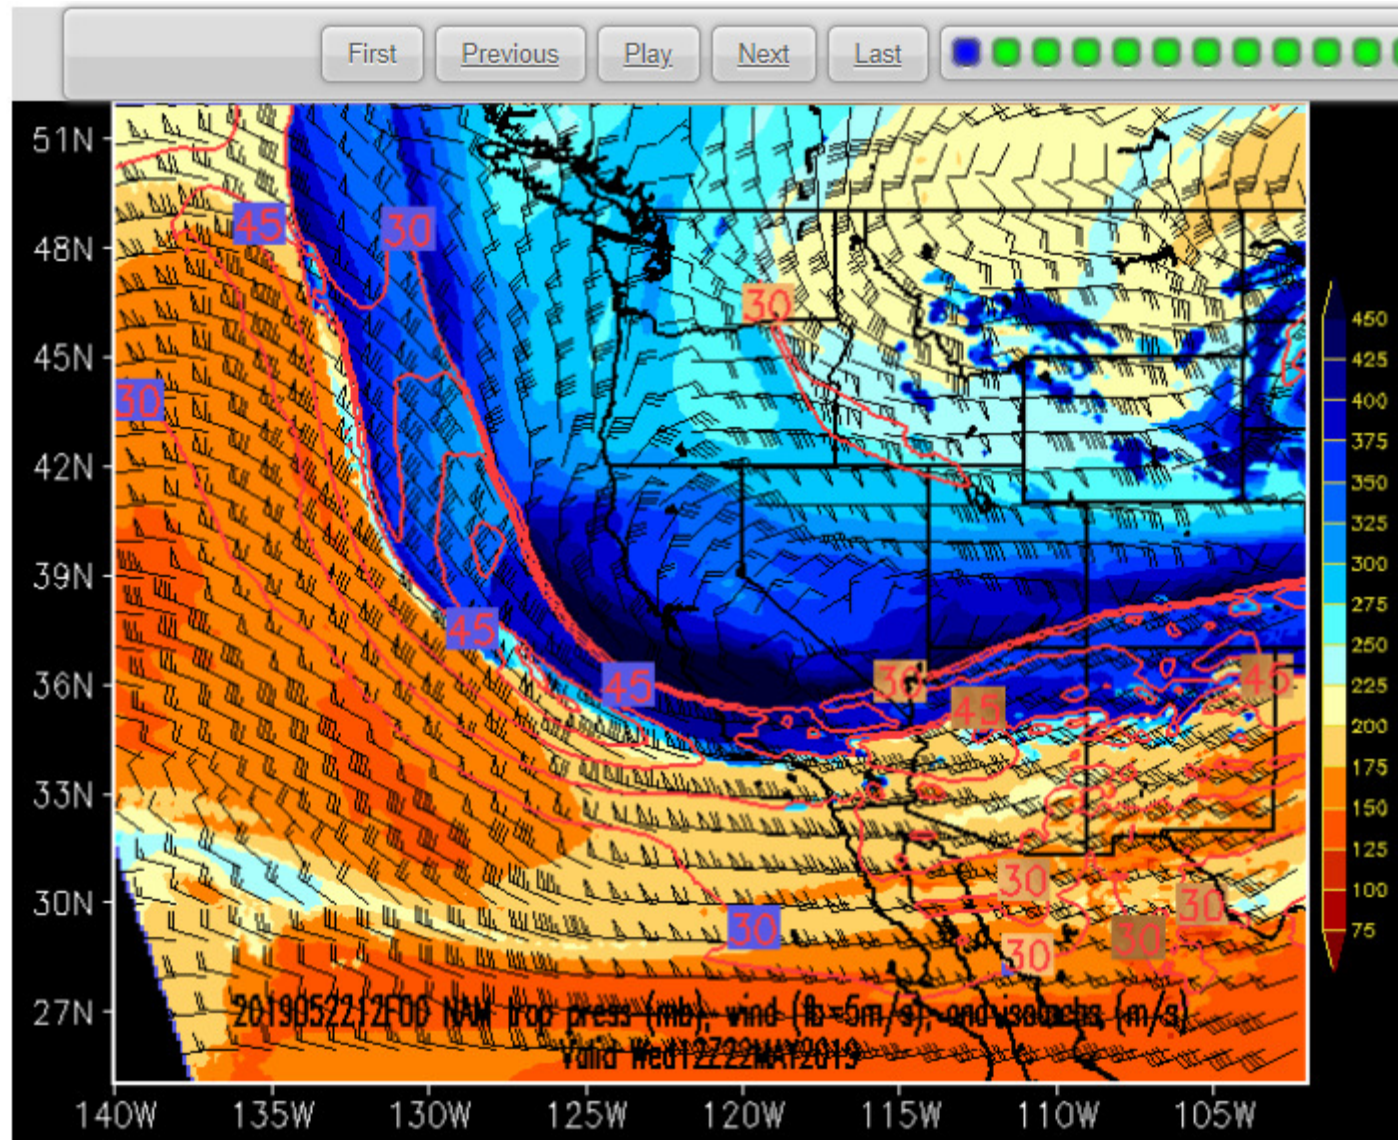 First Previous Play Next Last
51N
48N
45N
42N
39N
36N
33N
30N
27N
45 30
30
30
45
45 30 45 45
30
30 30
30 30
450
425
400
375
350
325
300
275
250
225
200
175
150
125
100
75
2019052212F00 NAM trop press (mb), wind (fb=5m/s), and isotachs (m/s)
Valid Wed12Z22MAY2019
140W 135W 130W 125W 120W 115W 110W 105W